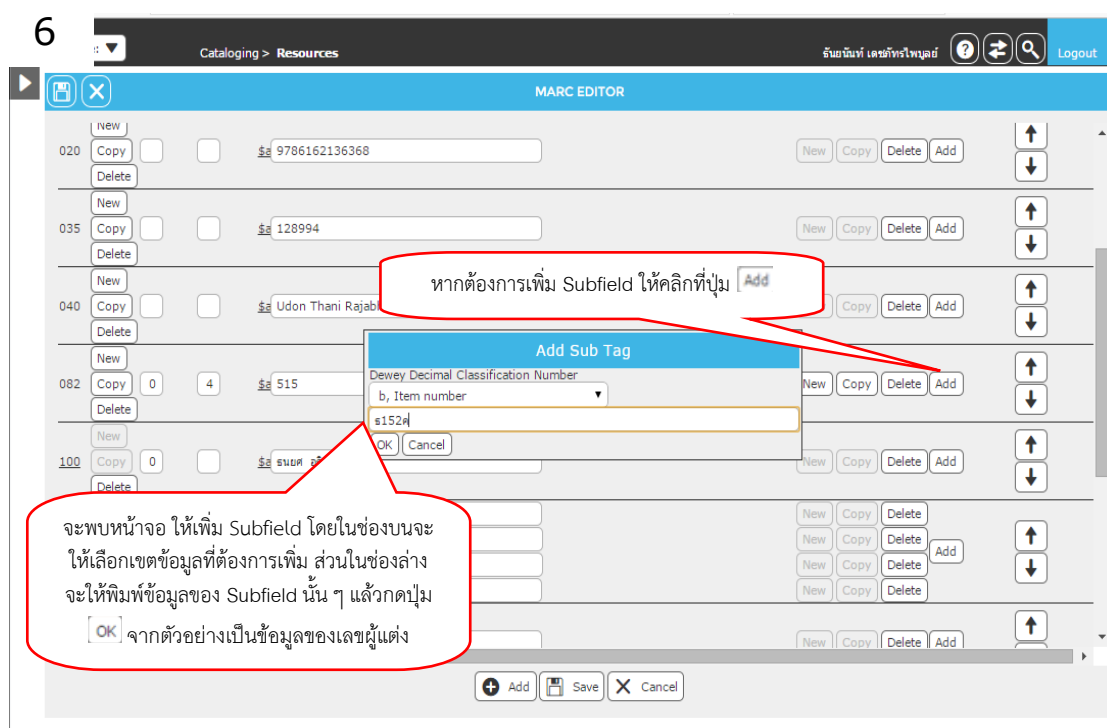 6
: ▼ Cataloging > Resources ธันยนันท์ เดชภัทรไพบูลย์ ? Logout
MARC EDITOR
New
020 Copy $a 9786162136368 New Copy Delete Add
Delete
New
035 Copy $a 128994 New Copy Delete Add
Delete
หากต้องการเพิ่ม Subfield ให้คลิกที่ปุ่ม Add
New
040 Copy $a Udon Thani Copy Delete Add
Delete
Add Sub Tag
New
Dewey Decimal Classification Number
082 Copy 0 4 $a 515 New Copy Delete Add
b, Item number
Delete
ธ152ค
OK Cancel
New
100 Copy 0 $a ธนยศ New Copy Delete Add
Delete
New Copy Delete
New Copy Delete
Add
New Copy Delete
New Copy Delete
จะพบหน้าจอ ให้เพิ่ม Subfield โดยในช่องบนจะ
ให้เลือกเขตข้อมูลที่ต้องการเพิ่ม ส่วนในช่องล่าง
จะให้พิมพ์ข้อมูลของ Subfield นั้น ๆ แล้วกดปุ่ม
OK จากตัวอย่างเป็นข้อมูลของเลขผู้แต่ง
New Copy Delete Add
Add Save Cancel